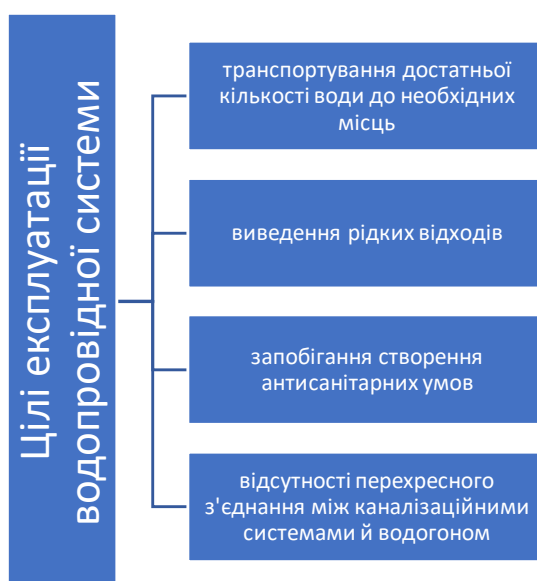 Цілі експлуатації
водопровідної системи
транспортування достатньої
кількості води до необхідних
місць
виведення рідких відходів
запобігання створення
антисанітарних умов
відсутності перехресного
з'єднання між каналізаційними
системами й водогоном